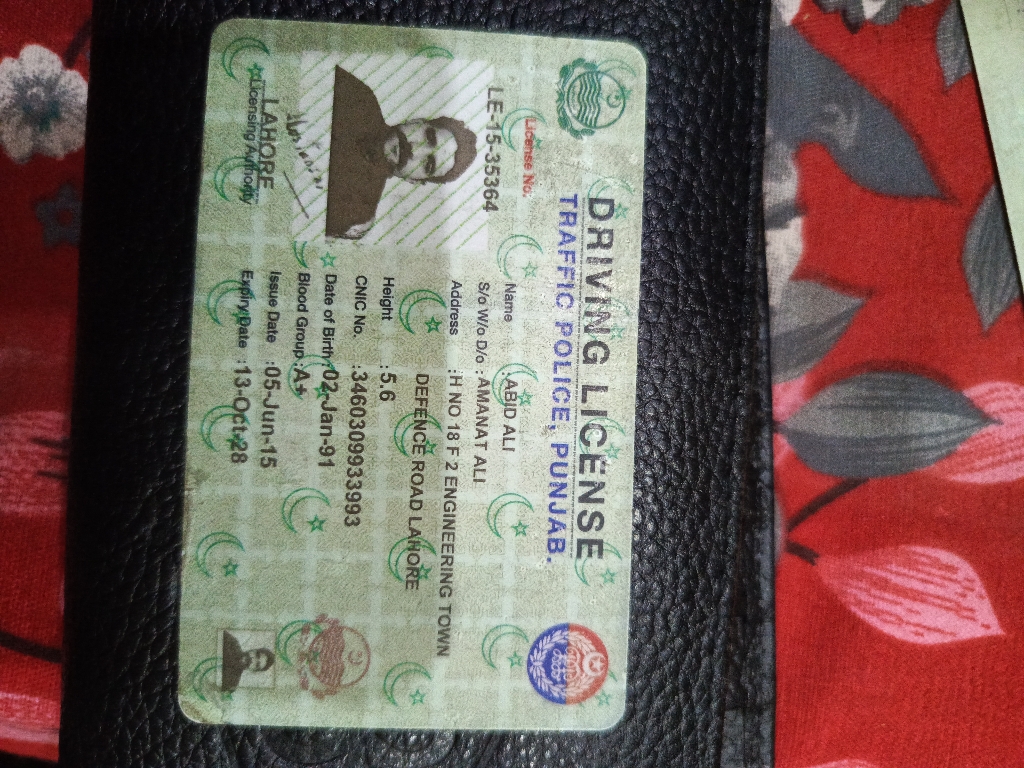 DRIVING LICENSE
TRAFFIC POLICE, PUNJAB.
License No:
LE-15-35364
Name :ABID ALI
S/o W/o D/o :AMANAT ALI
Address :H NO 18 F 2 ENGINEERING TOWN
DEFENCE ROAD LAHORE
Height :5.6
CNIC No. :3460309933993
Date of Birth :02-Jan-91
Blood Group :A+
Issue Date :05-Jun-15
Expiry Date :13-Oct-28
LAHORE
Licensing Authority